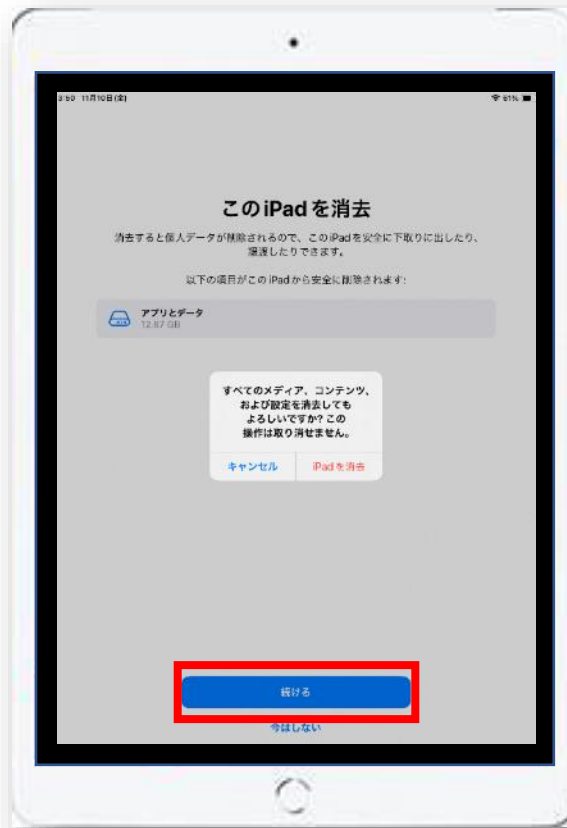 3:50 11月10日(金)
61%
このiPadを消去
消去すると個人データが削除されるので、このiPadを安全に下取りに出したり、
譲渡したりできます。
以下の項目がこのiPadから安全に削除されます:
アプリとデータ
12.87 GB
すべてのメディア、コンテンツ、
および設定を消去しても
よろしいですか?この
操作は取り消せません。
キャンセル iPadを消去
続ける
今はしない